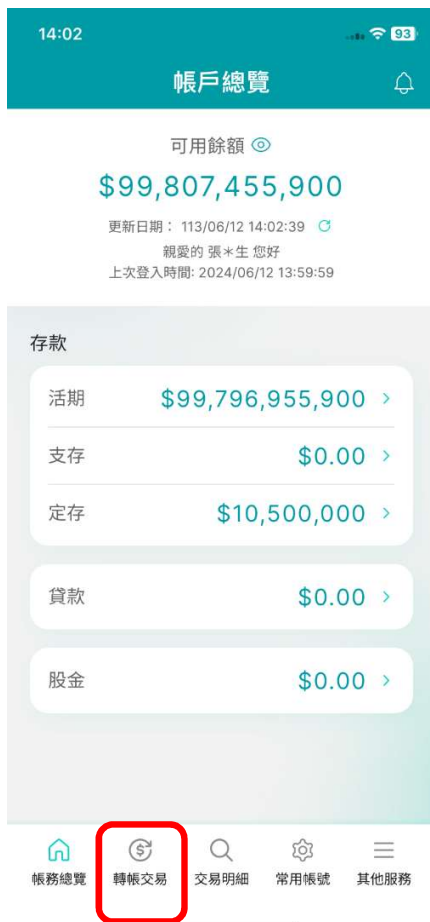 14:02
93
帳戶總覽
可用餘額
$99,807,455,900
更新日期： 113/06/12 14:02:39
親愛的 張＊生 您好
上次登入時間: 2024/06/12 13:59:59
存款
活期 $99,796,955,900
支存 $0.00
定存 $10,500,000
貸款 $0.00
股金 $0.00
帳務總覽 轉帳交易 交易明細 常用帳號 其他服務